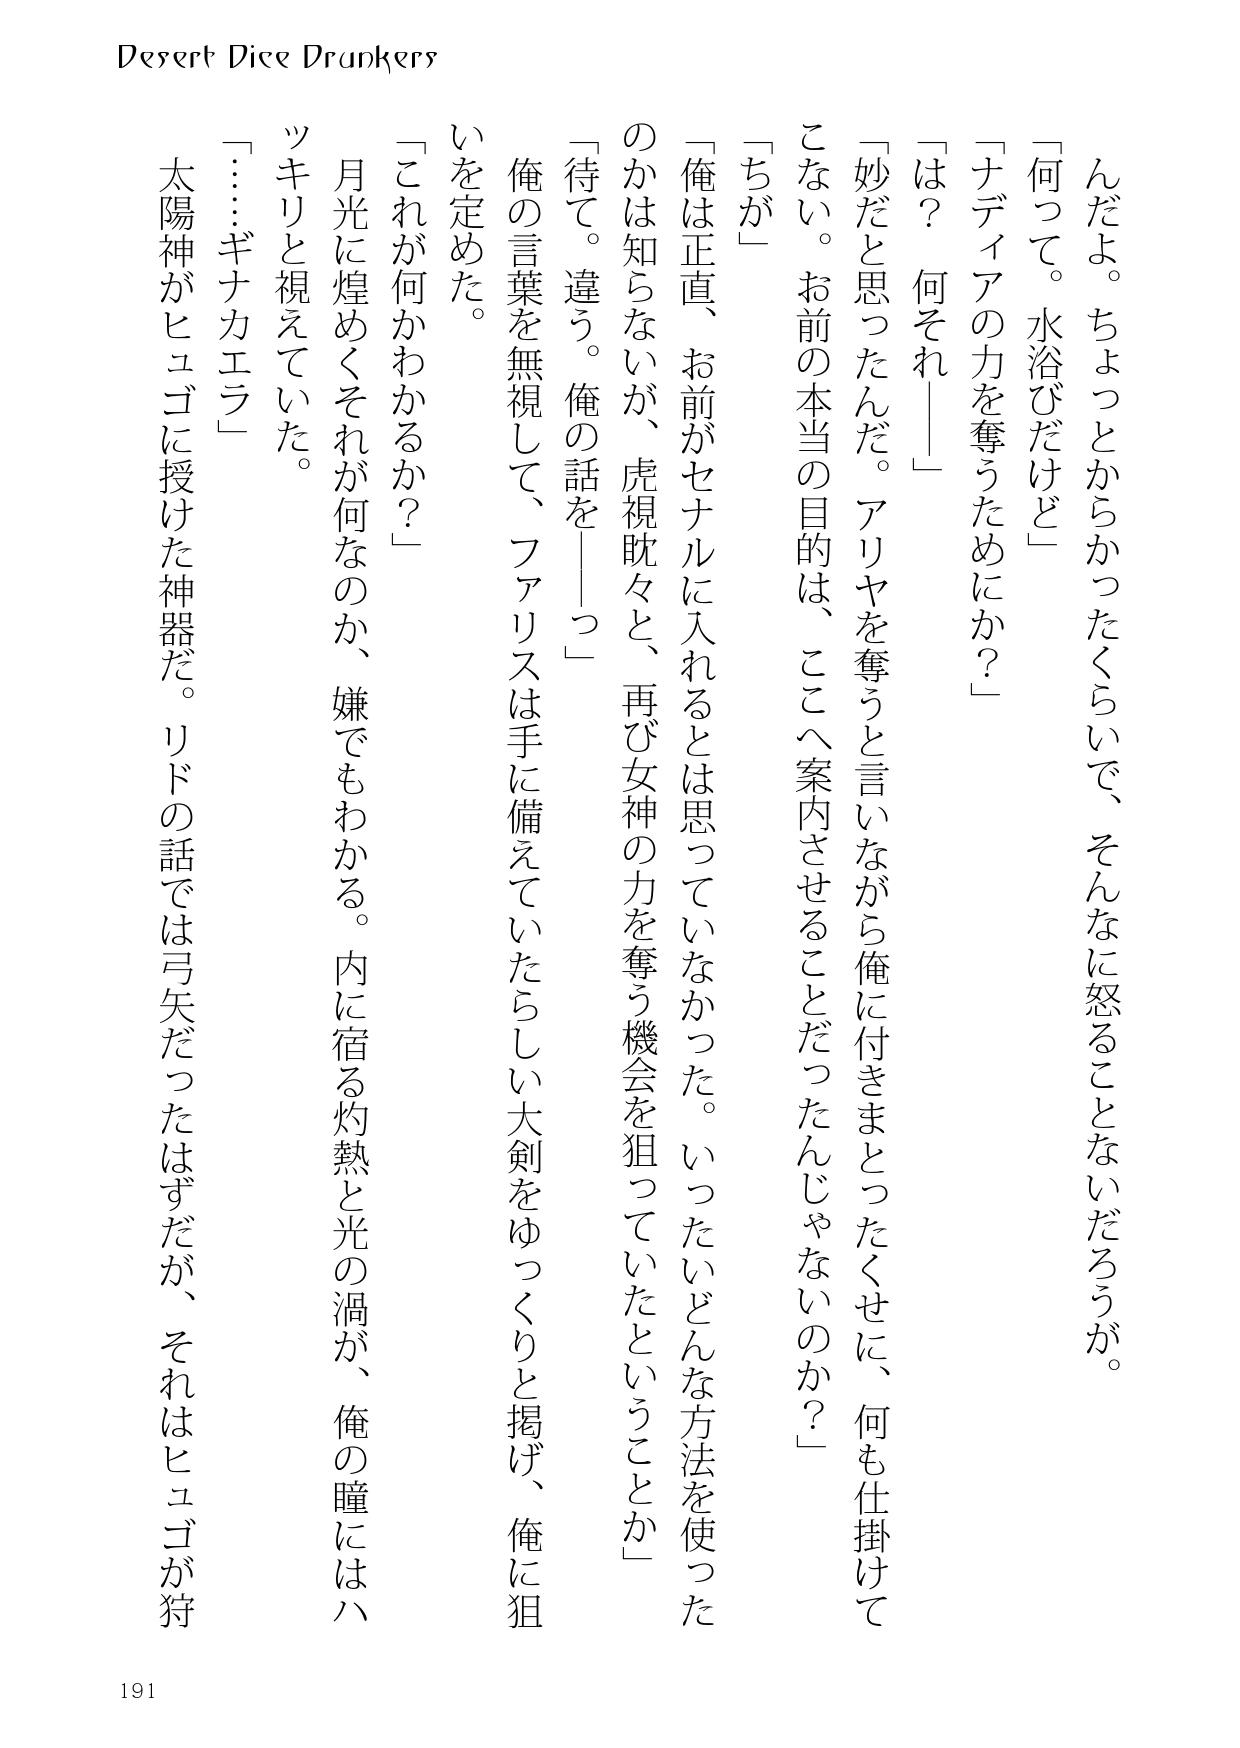 Desert Dice Drunkers
んだよ。ちょっとからかったくらいで、そんなに怒ることないだろうが。
「何って。水浴びだけど」
「ナディアの力を奪うためにか？」
「は？　何それ――」
「妙だと思ったんだ。アリヤを奪うと言いながら俺に付きまとったくせに、何も仕掛けて
こない。お前の本当の目的は、ここへ案内させることだったんじゃないのか？」
「ちが」
「俺は正直、お前がセナルに入れるとは思っていなかった。いったいどんな方法を使った
のかは知らないが、虎視眈々と、再び女神の力を奪う機会を狙っていたということか」
「待て。違う。俺の話を――っ」
俺の言葉を無視して、ファリスは手に備えていたらしい大剣をゆっくりと掲げ、俺に狙
いを定めた。
「これが何かわかるか？」
月光に煌めくそれが何なのか、嫌でもわかる。内に宿る灼熱と光の渦が、俺の瞳にはハ
ッキリと視えていた。
「……ギナカエラ」
太陽神がヒュゴに授けた神器だ。リドの話では弓矢だったはずだが、それはヒュゴが狩
191